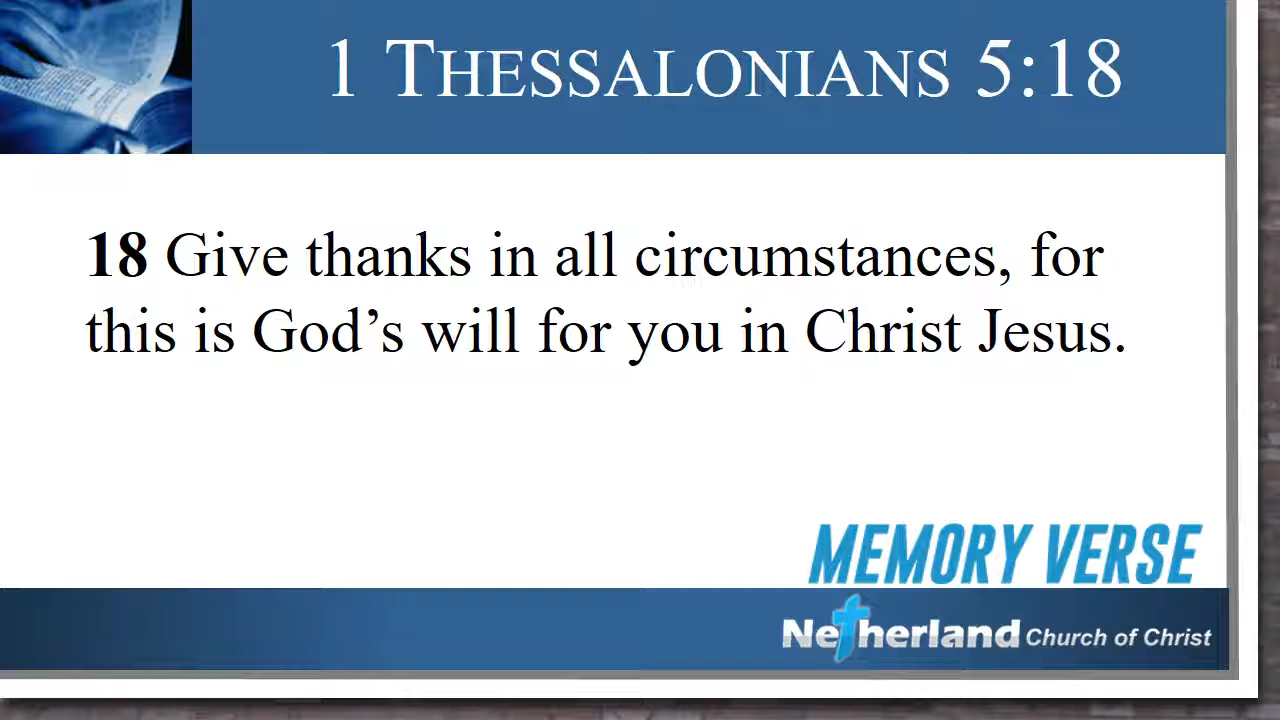 1 THESSALONIANS 5:18
18 Give thanks in all circumstances, for
this is God’s will for you in Christ Jesus.
MEMORY VERSE
Netherland Church of Christ